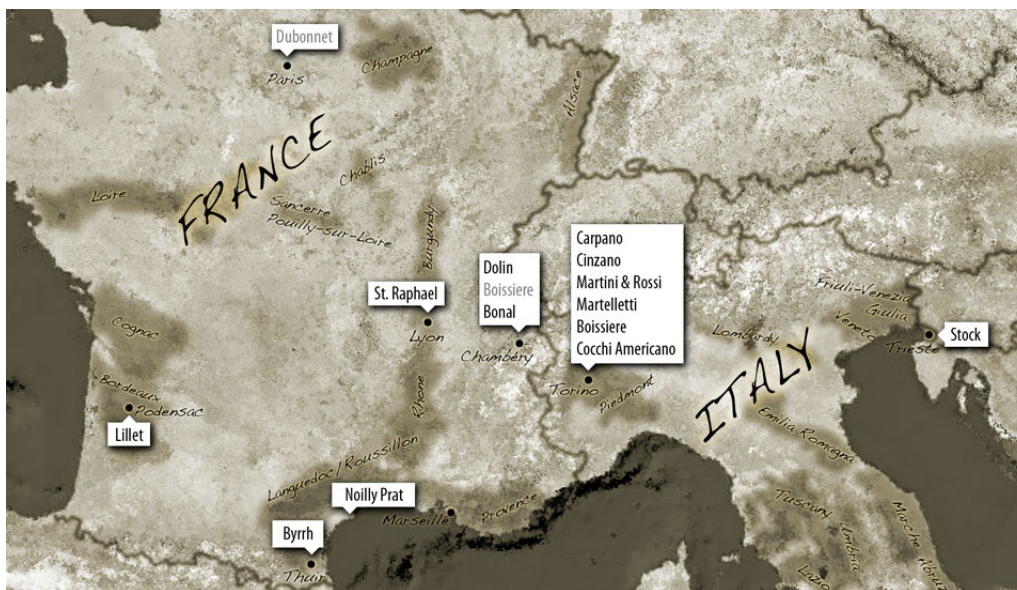 Dubonnet
Paris
Champagne
Alsace
FRANCE
Loire
Chablis
Sancerre
Pouilly-sur-Loire
Burgundy
St. Raphael
Lyon
Dolin
Boissiere
Bonal
Chambéry
Carpano
Cinzano
Martini & Rossi
Martelletti
Boissiere
Cocchi Americano
Torino
Piedmont
Lombardy
Friuli-Venezia
Giulia
Veneto
Trieste
Stock
ITALY
Cognac
Bordeaux
Podensac
Lillet
Rhone
Languedoc/Roussillon
Noilly Prat
Marseille
Provence
Byrrh
Thuir
Emilia Romagna
Tuscany
Umbria
Marche
Lazio
Abruz